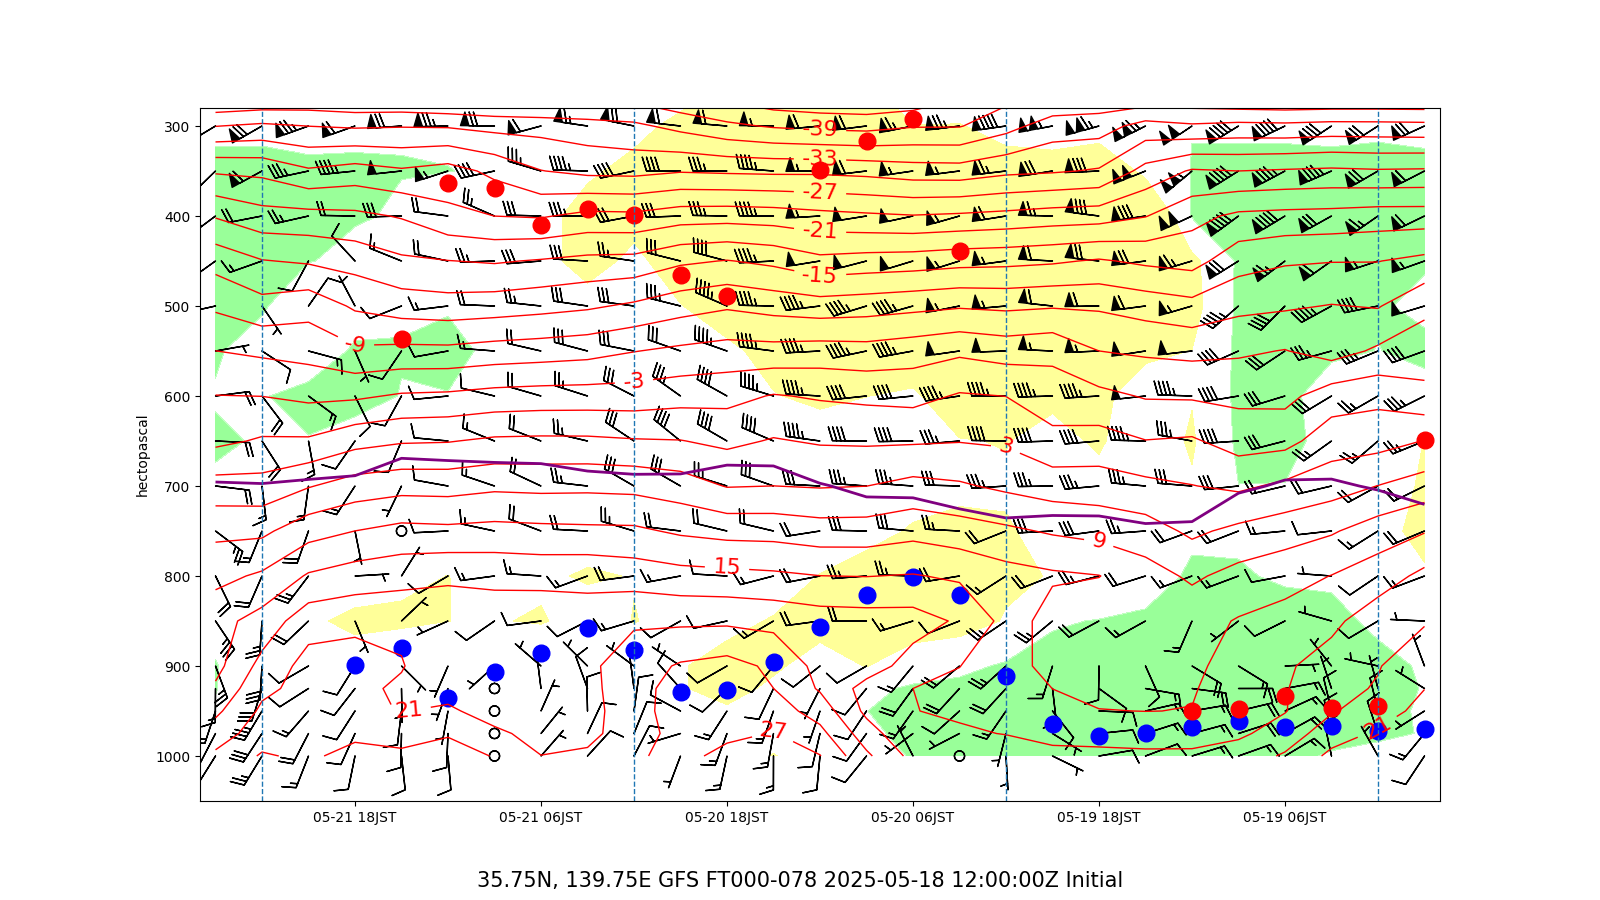 300
400
500
600
700
800
900
1000
hectopascal
-39
-33
-27
-21
-15
-9
-3
3
9
15
21
27
05-21 18JST
05-21 06JST
05-20 18JST
05-20 06JST
05-19 18JST
05-19 06JST
35.75N, 139.75E GFS FT000-078 2025-05-18 12:00:00Z Initial